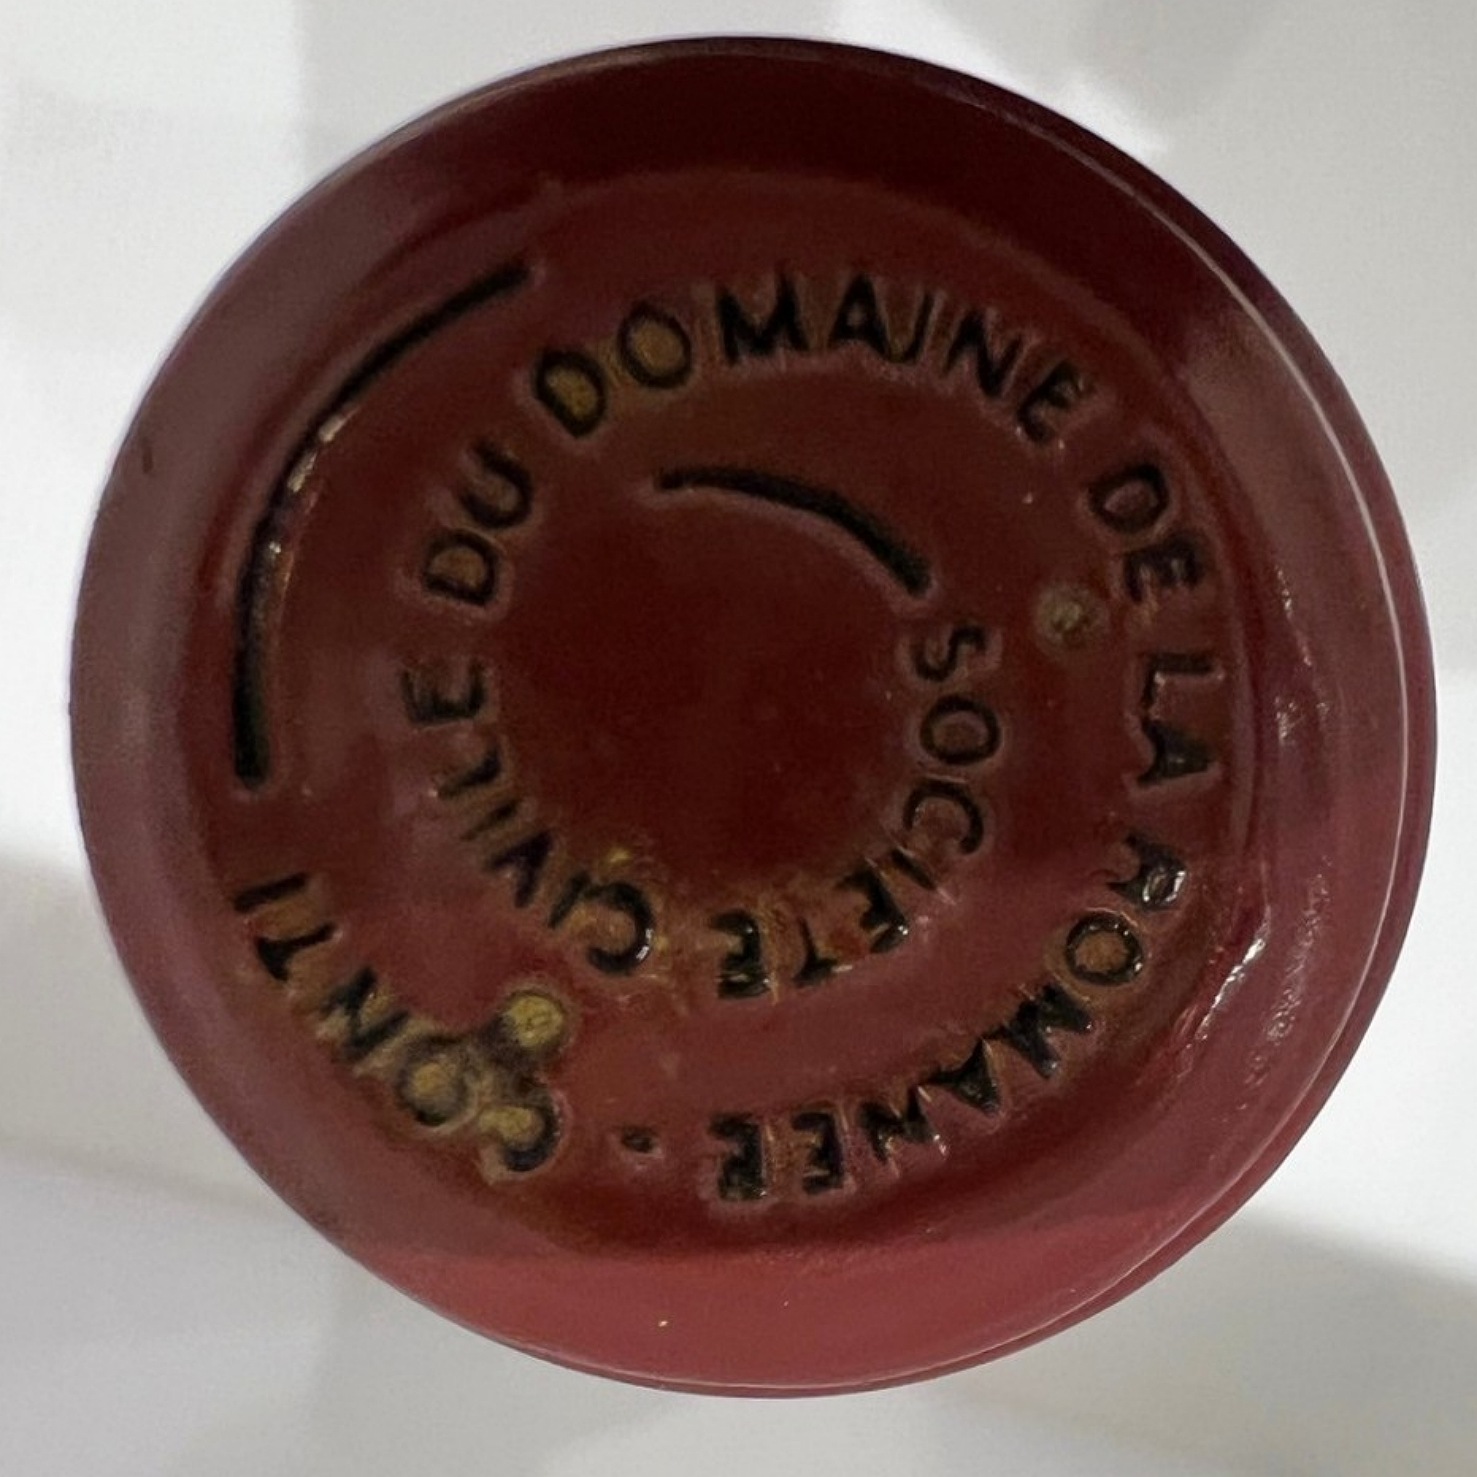 SOCIETE CIVILE DU DOMAINE DE LA ROMANEE - CONTI